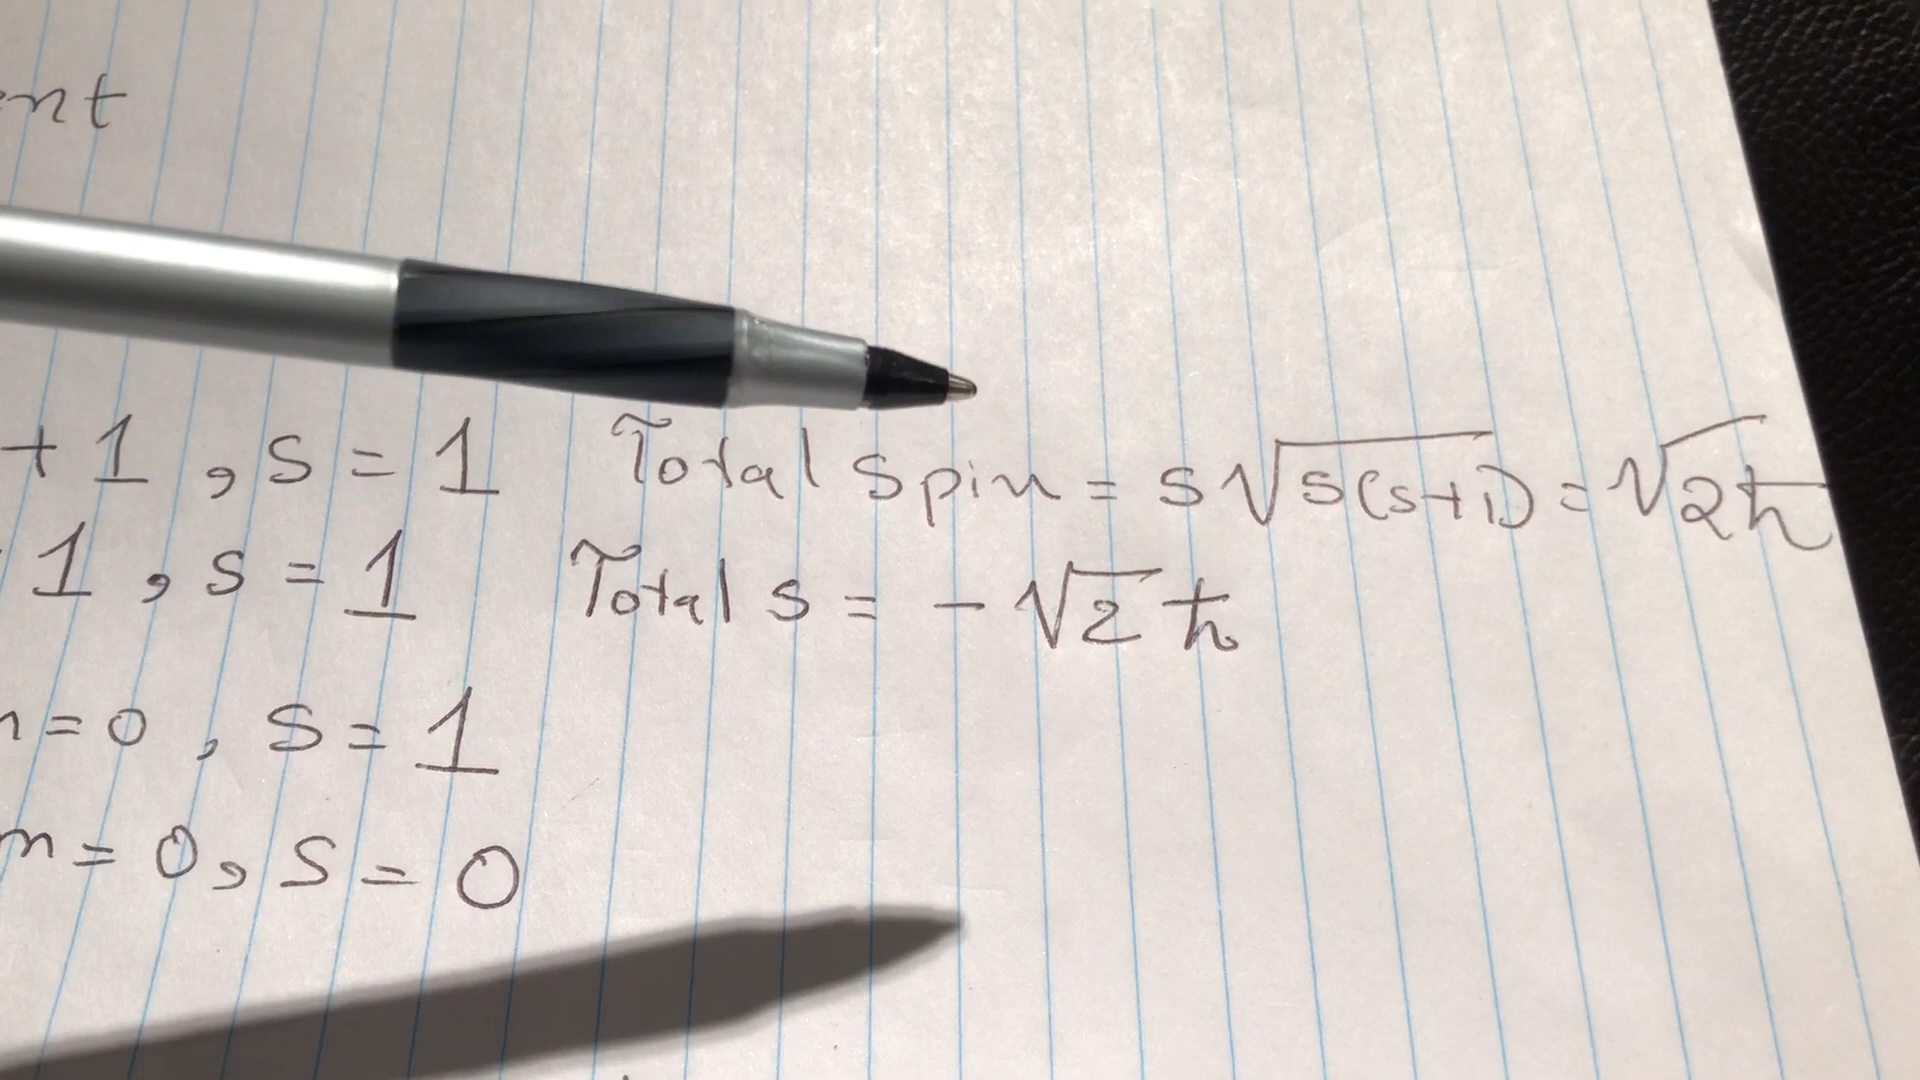 nt
+ 1 , s = 1 Total spin = s √s(s+1) = √2ħ
1 , s = 1 Total s = - √2 ħ
= 0 , s = 1
m = 0 , s = 0